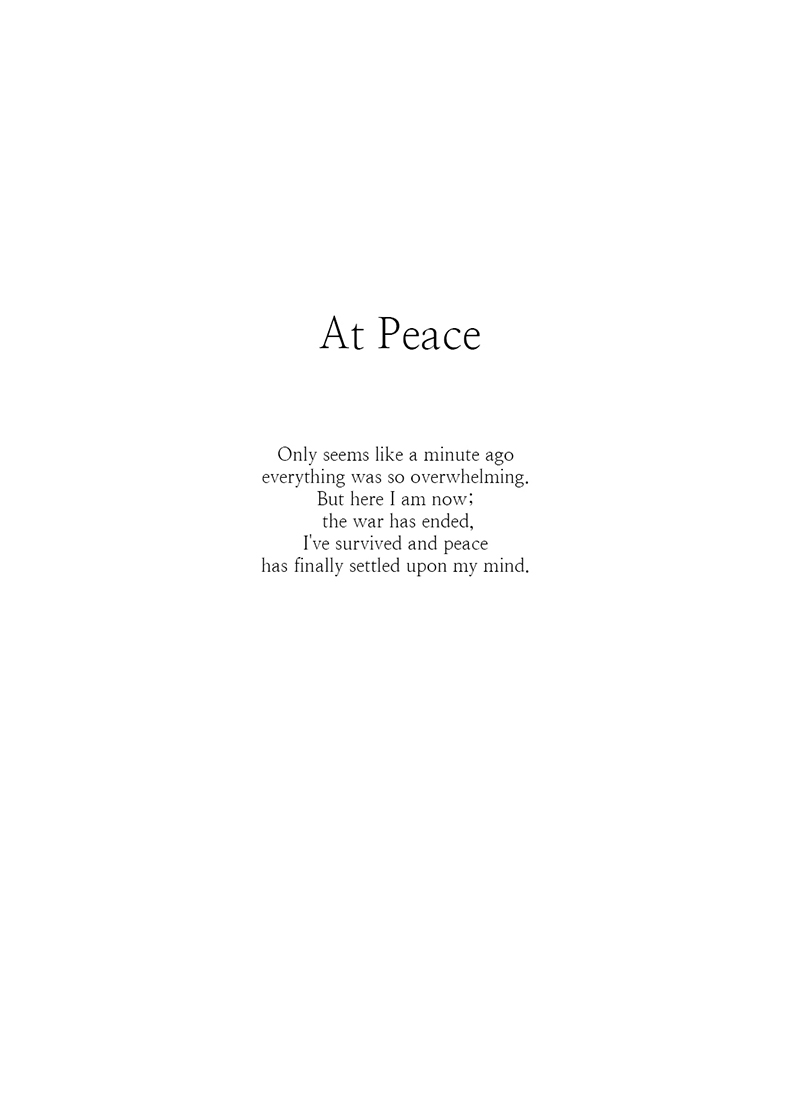 At Peace
Only seems like a minute ago
everything was so overwhelming.
But here I am now;
the war has ended,
I've survived and peace
has finally settled upon my mind.